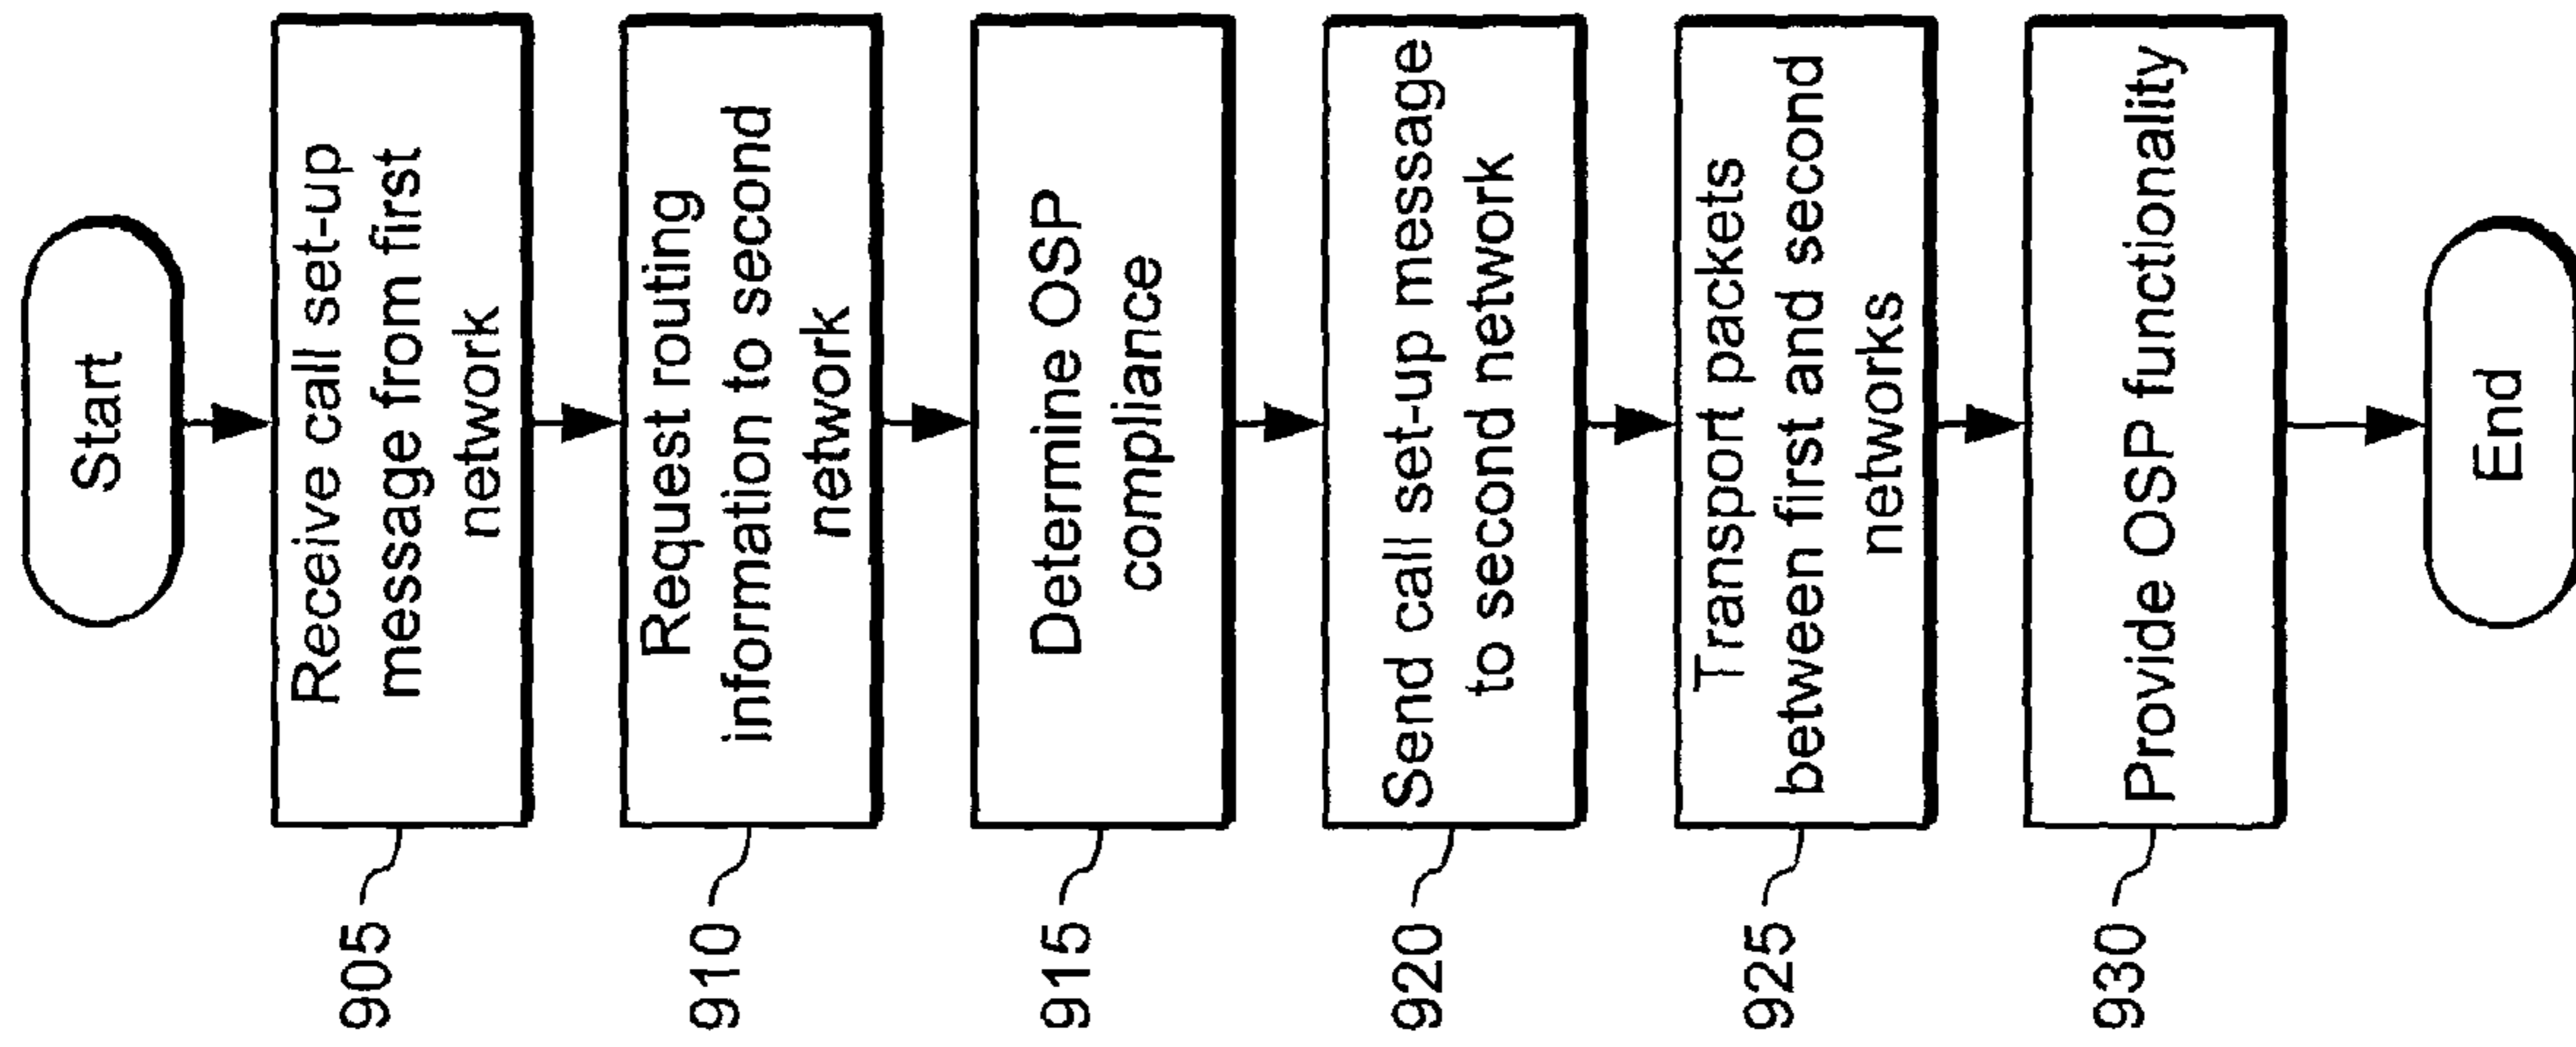 Start
905
Receive call set-up
message from first
network
910
Request routing
information to second
network
915
Determine OSP
compliance
920
Send call set-up message
to second network
925
Transport packets
between first and second
networks
930
Provide OSP functionality
End